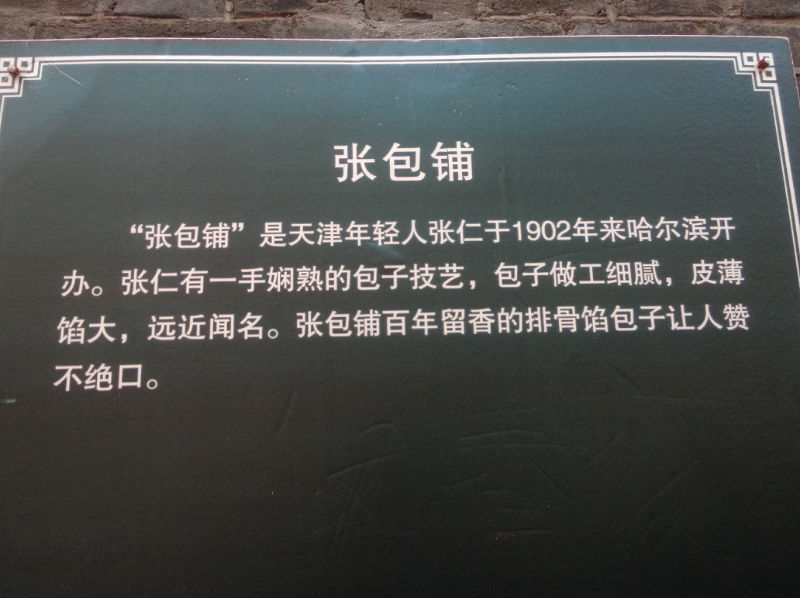 张包铺
“张包铺”是天津年轻人张仁于1902年来哈尔滨开
办。张仁有一手娴熟的包子技艺，包子做工细腻，皮薄
馅大，远近闻名。张包铺百年留香的排骨馅包子让人赞
不绝口。